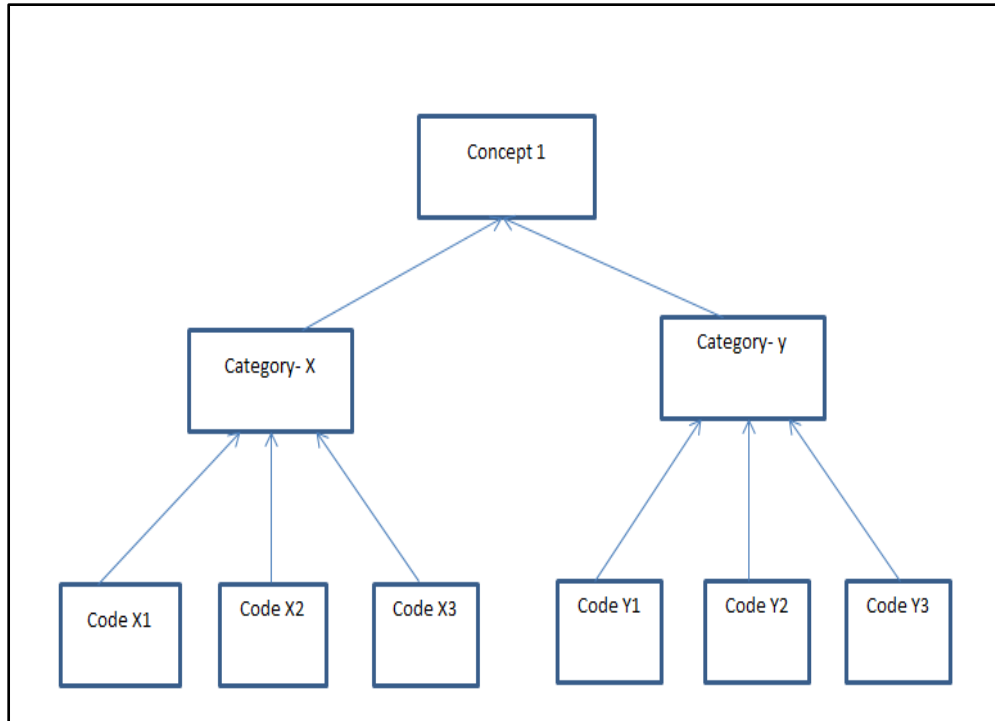 Concept 1
Category- X
Category- y
Code X1
Code X2
Code X3
Code Y1
Code Y2
Code Y3